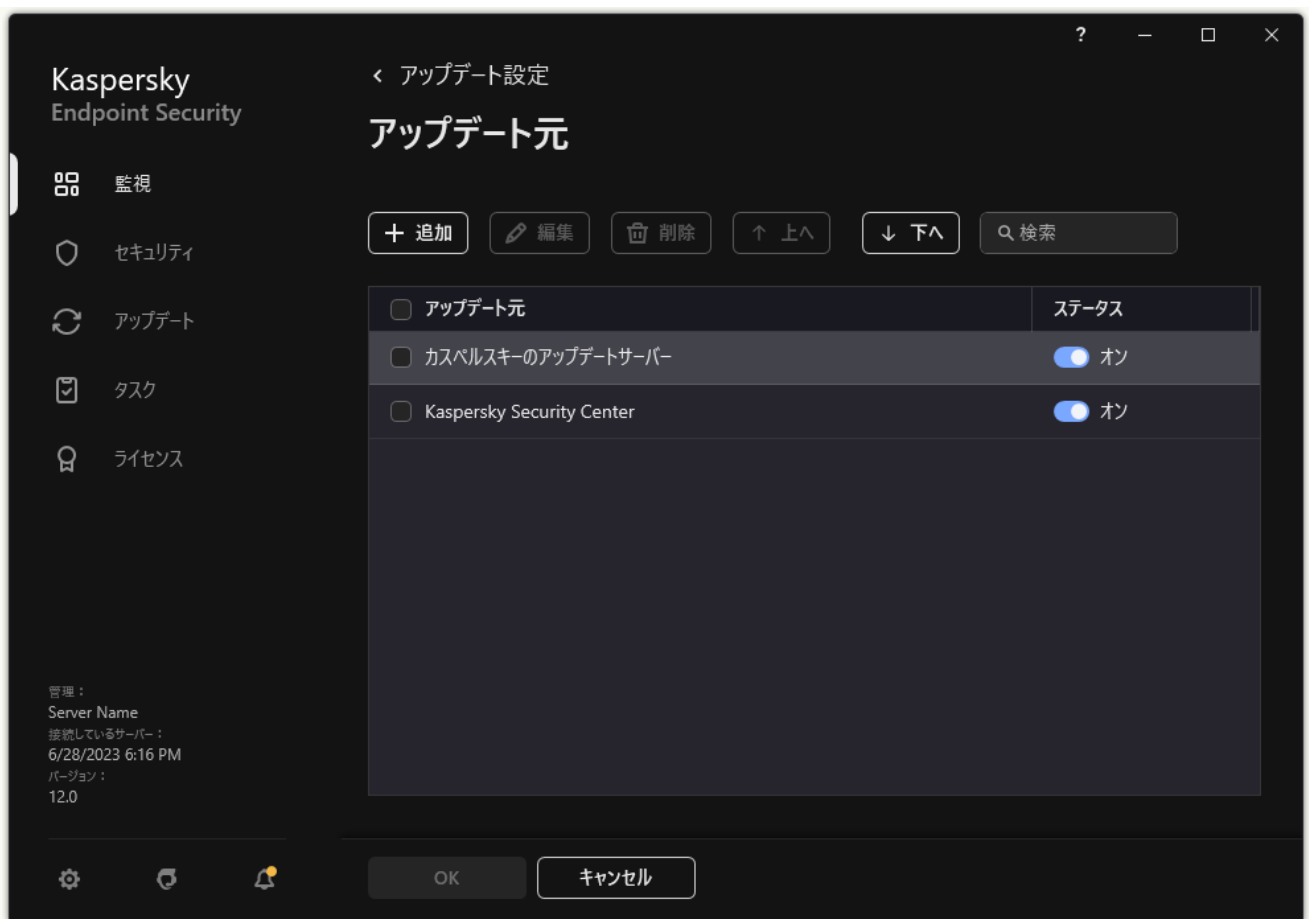 ?
Kaspersky
Endpoint Security
アップデート設定
アップデート元
監視
セキュリティ
アップデート
タスク
ライセンス
追加 編集 削除 上へ 下へ 検索
アップデート元 ステータス
カスペルスキーのアップデートサーバー オン
Kaspersky Security Center オン
管理：
Server Name
接続しているサーバー：
6/28/2023 6:16 PM
バージョン：
12.0
OK キャンセル